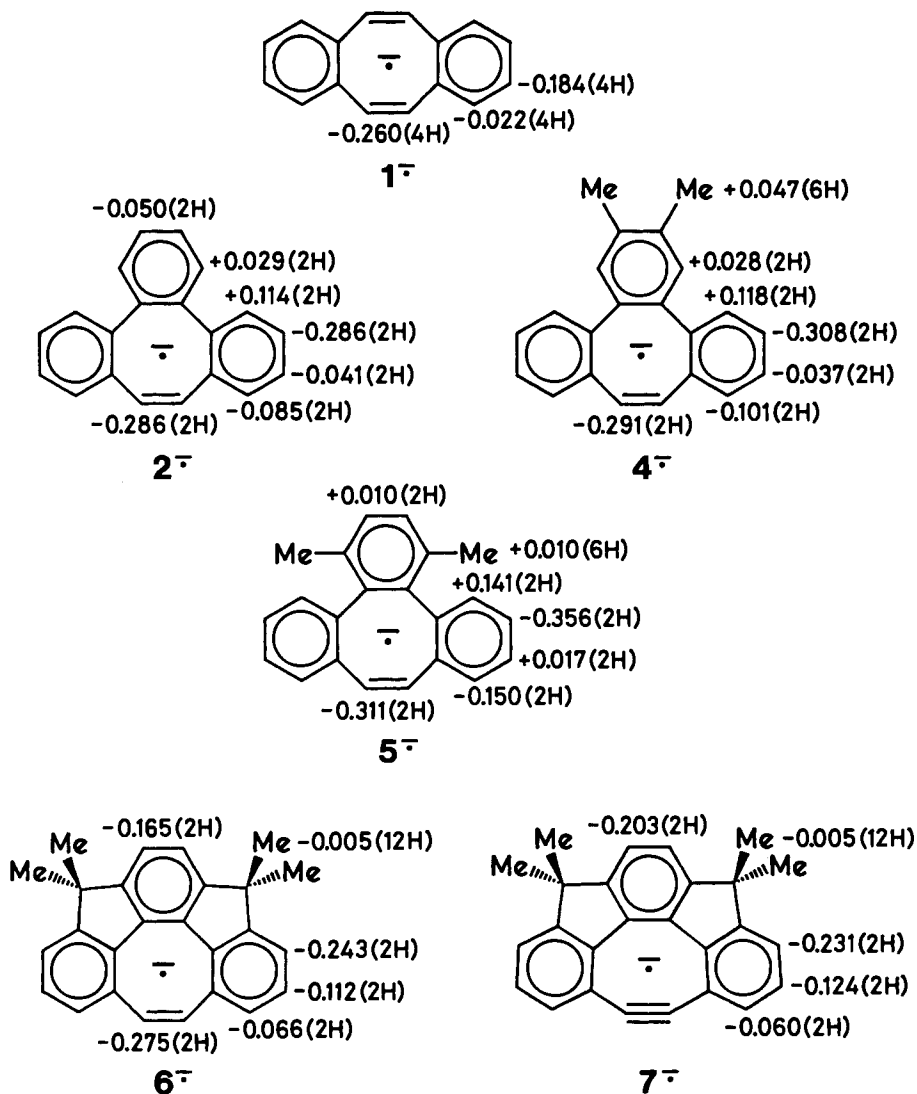 -0.184(4H)
-0.260(4H) -0.022(4H)
1⁻•
-0.050(2H)
+0.029(2H)
+0.114(2H)
-0.286(2H)
-0.041(2H)
-0.286(2H) -0.085(2H)
2⁻•
Me Me +0.047(6H)
+0.028(2H)
+0.118(2H)
-0.308(2H)
-0.037(2H)
-0.291(2H) -0.101(2H)
4⁻•
+0.010(2H)
Me Me +0.010(6H)
+0.141(2H)
-0.356(2H)
+0.017(2H)
-0.311(2H) -0.150(2H)
5⁻•
Me -0.165(2H) Me -0.005(12H)
Me Me
-0.243(2H)
-0.112(2H)
-0.275(2H) -0.066(2H)
6⁻•
Me -0.203(2H) Me -0.005(12H)
Me Me
-0.231(2H)
-0.124(2H)
-0.060(2H)
7⁻•